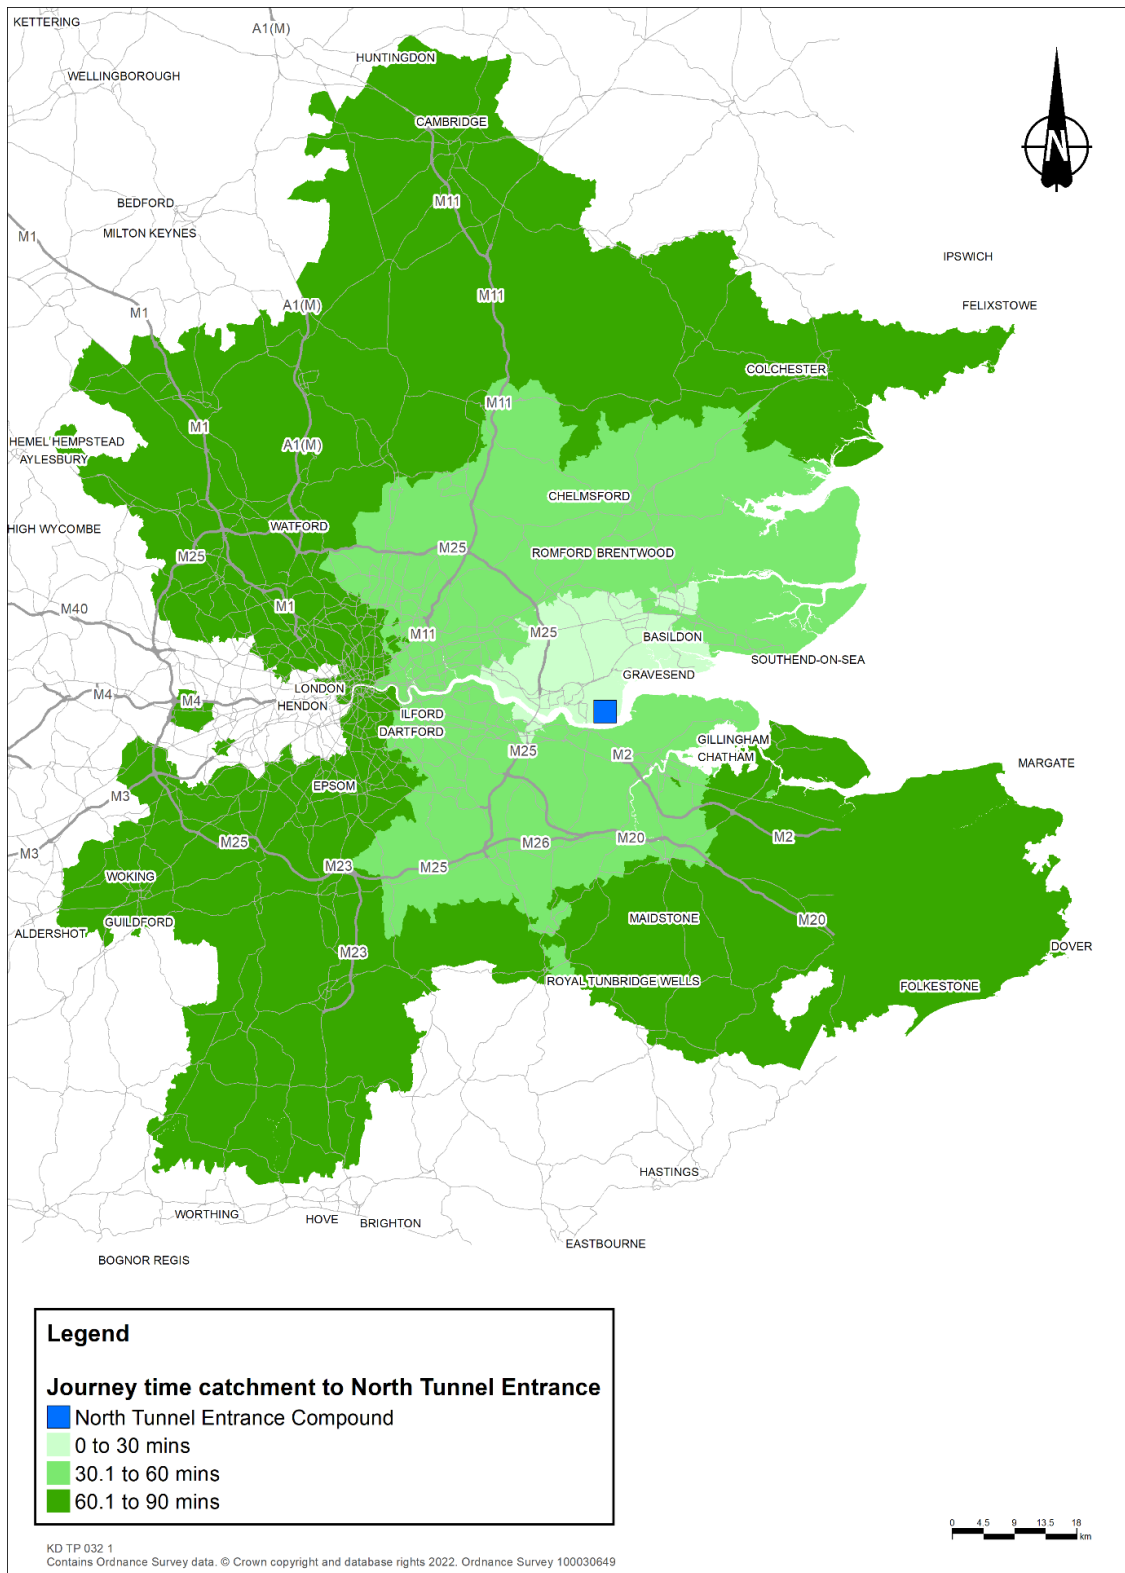 KETTERING
A1(M)
HUNTINGDON
WELLINGBOROUGH
CAMBRIDGE
N
M11
BEDFORD
MILTON KEYNES
M1
IPSWICH
M11
A1(M)
FELIXSTOWE
M1
COLCHESTER
M11
M1
HEMEL HEMPSTEAD
A1(M)
AYLESBURY
CHELMSFORD
HIGH WYCOMBE
WATFORD
M25
M25
ROMFORD BRENTWOOD
M40
M1
M11
M25
BASILDON
SOUTHEND-ON-SEA
GRAVESEND
M4
M4
LONDON
HENDON
ILFORD
DARTFORD
GILLINGHAM
M25
M2
CHATHAM
MARGATE
EPSOM
M3
M25
M26
M20
M2
M3
M23
M25
WOKING
MAIDSTONE
M20
GUILDFORD
ALDERSHOT
DOVER
M23
ROYAL TUNBRIDGE WELLS
FOLKESTONE
HASTINGS
WORTHING
HOVE
BRIGHTON
EASTBOURNE
BOGNOR REGIS
Legend
Journey time catchment to North Tunnel Entrance
North Tunnel Entrance Compound
0 to 30 mins
30.1 to 60 mins
60.1 to 90 mins
0 4.5 9 13.5 18
km
KD TP 032 1
Contains Ordnance Survey data. © Crown copyright and database rights 2022. Ordnance Survey 100030649